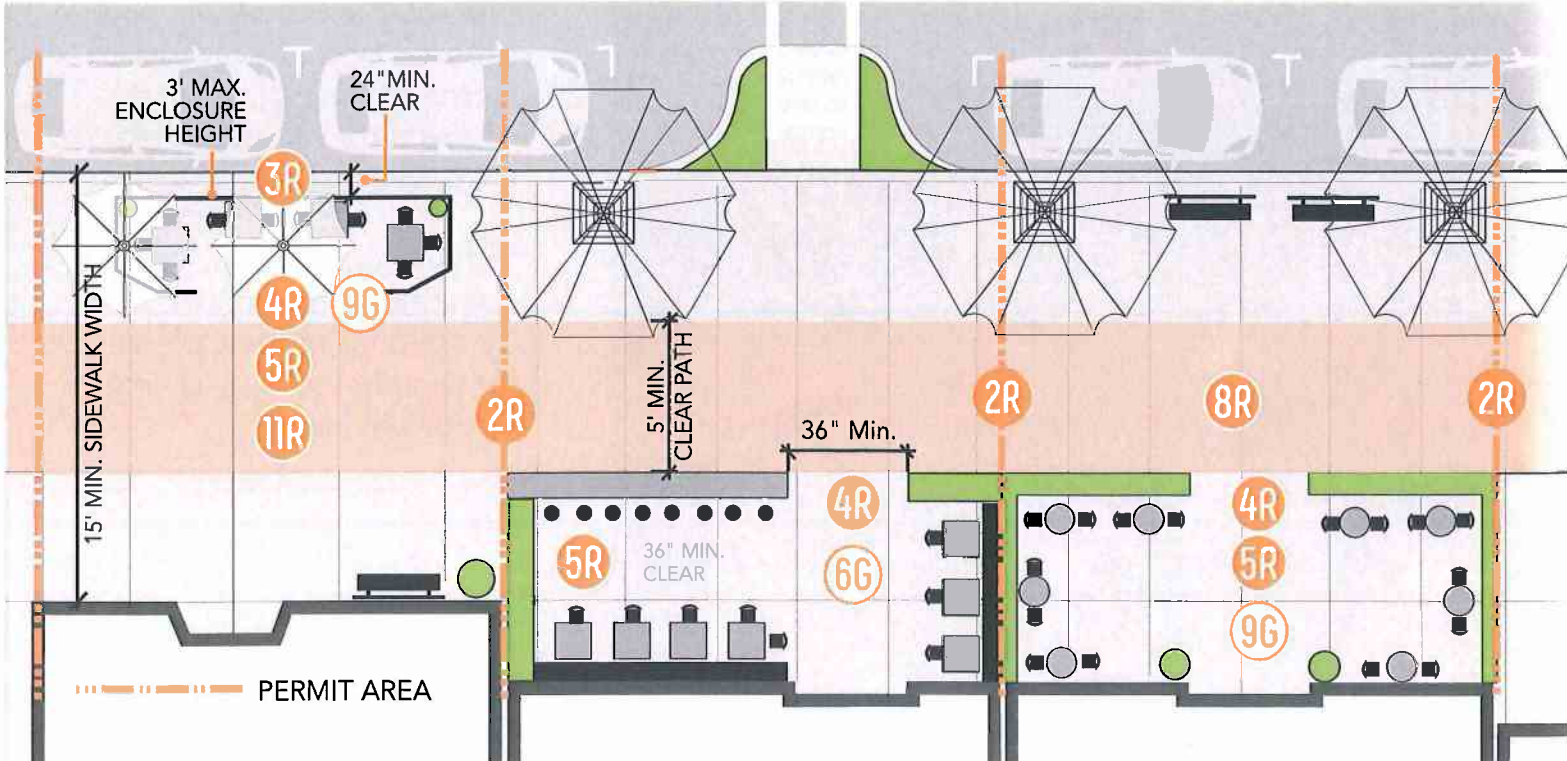 3' MAX.
ENCLOSURE
HEIGHT
24" MIN.
CLEAR
3R
4R
9G
5R
11R
15' MIN. SIDEWALK WIDTH
2R
5' MIN.
CLEAR PATH
36" Min.
2R
8R
2R
4R
5R
36" MIN.
CLEAR
6G
4R
5R
9G
PERMIT AREA